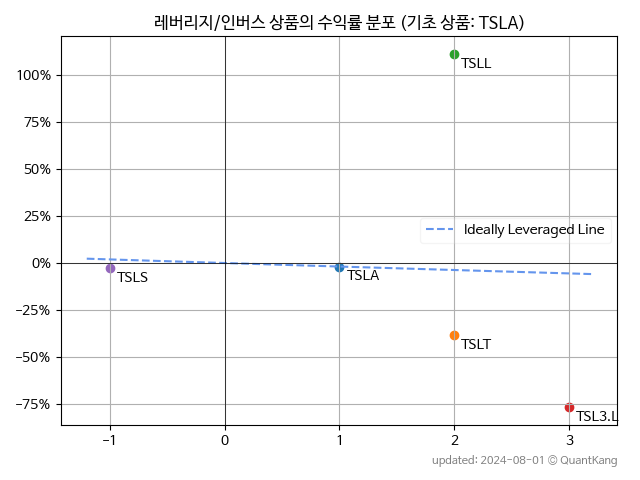 레버리지/인버스 상품의 수익률 분포 (기초 상품: TSLA)
100%
75%
50%
25%
0%
−25%
−50%
−75%
TSLL
Ideally Leveraged Line
TSLS
TSLA
TSLT
TSL3.L
−1 0 1 2 3
updated: 2024-08-01 © QuantKang